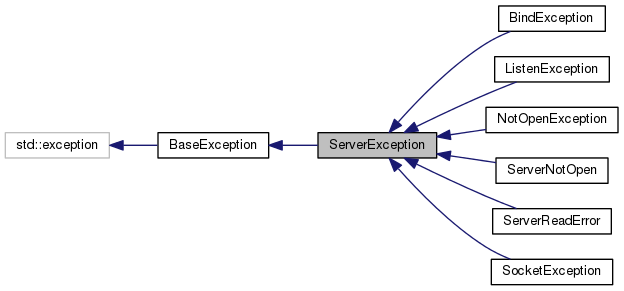 BindException
ListenException
NotOpenException
std::exception
BaseException
ServerException
ServerNotOpen
ServerReadError
SocketException